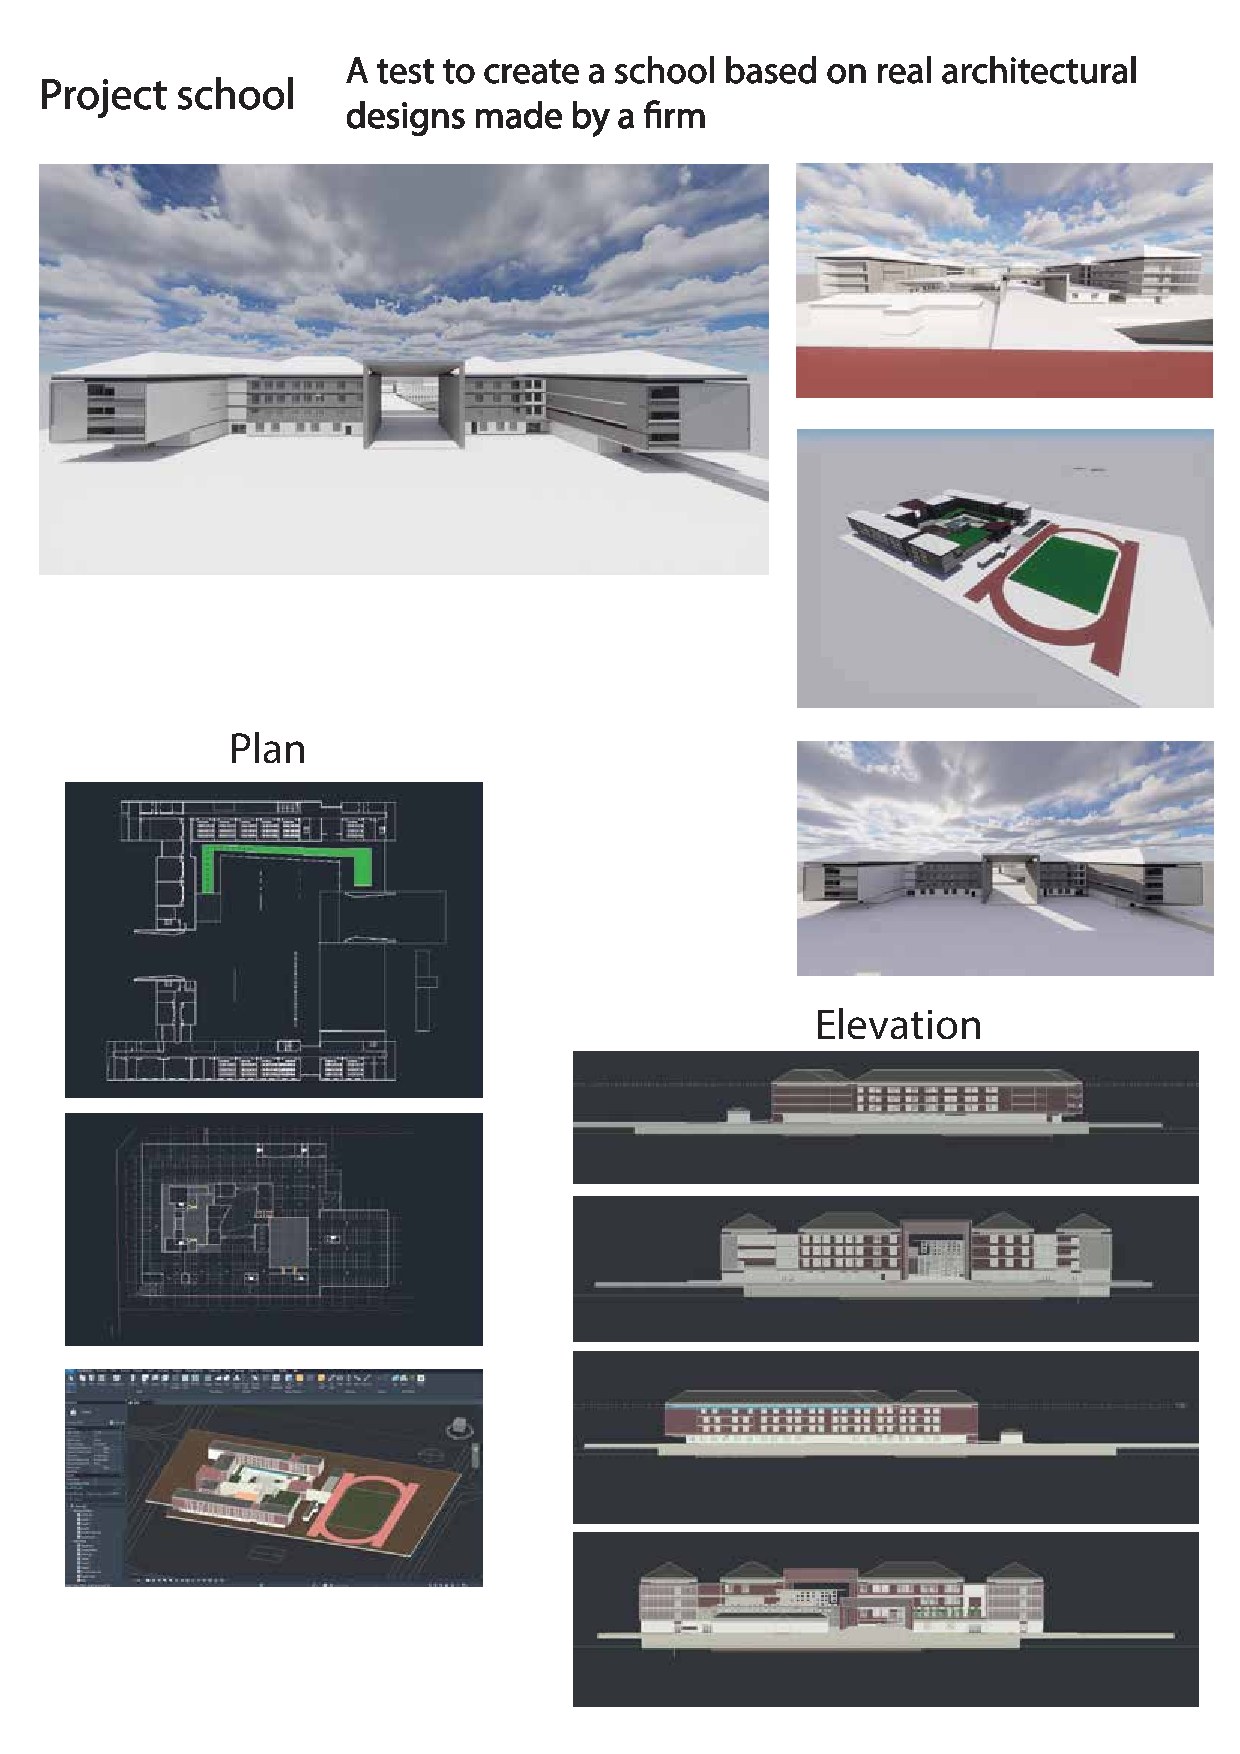 Project school
A test to create a school based on real architectural
designs made by a firm
Plan
Elevation